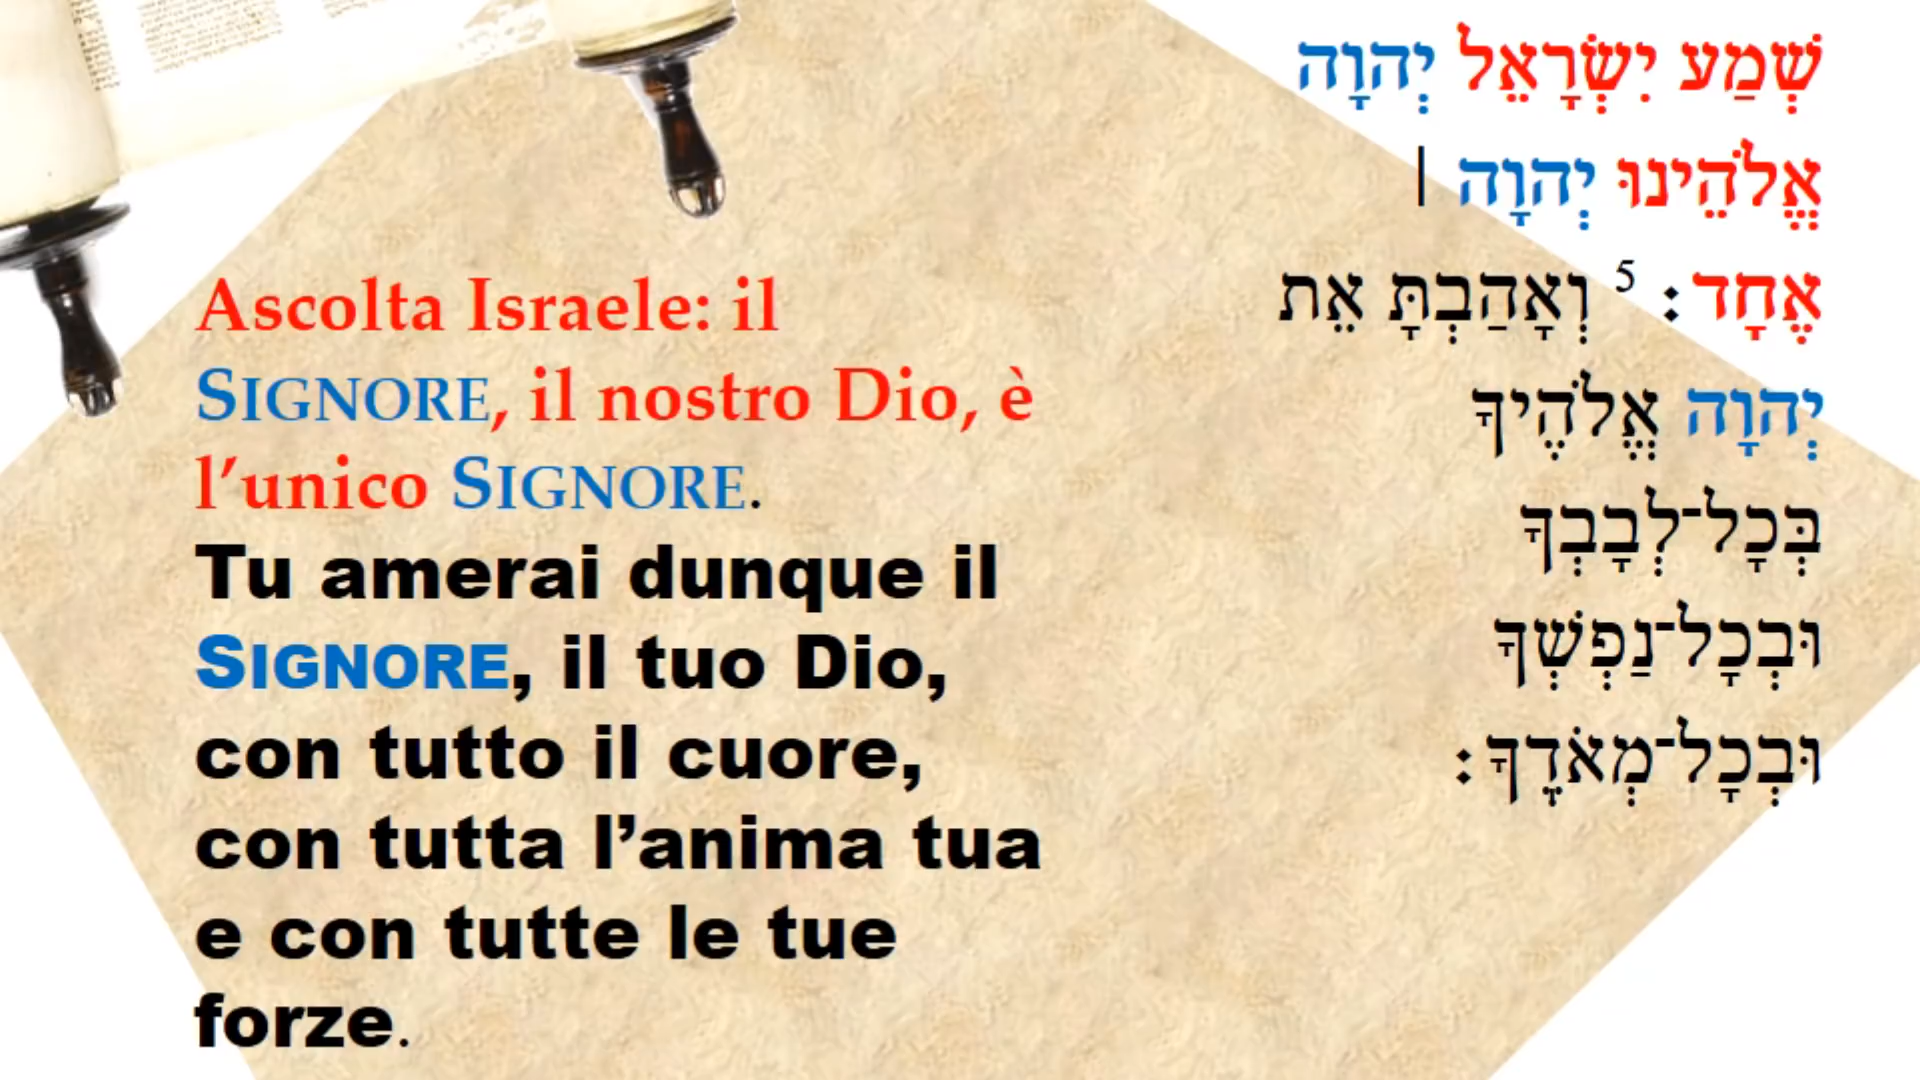 Ascolta Israele: il
SIGNORE, il nostro Dio, è
l’unico SIGNORE.
Tu amerai dunque il
SIGNORE, il tuo Dio,
con tutto il cuore,
con tutta l’anima tua
e con tutte le tue
forze.
שְׁמַע יִשְׂרָאֵל יְהוָה
אֱלֹהֵינוּ יְהוָה |
אֶחָד׃ 5 וְאָהַבְתָּ אֵת
יְהוָה אֱלֹהֶיךָ
בְּכָל־לְבָבְךָ
וּבְכָל־נַפְשְׁךָ
וּבְכָל־מְאֹדֶךָ׃